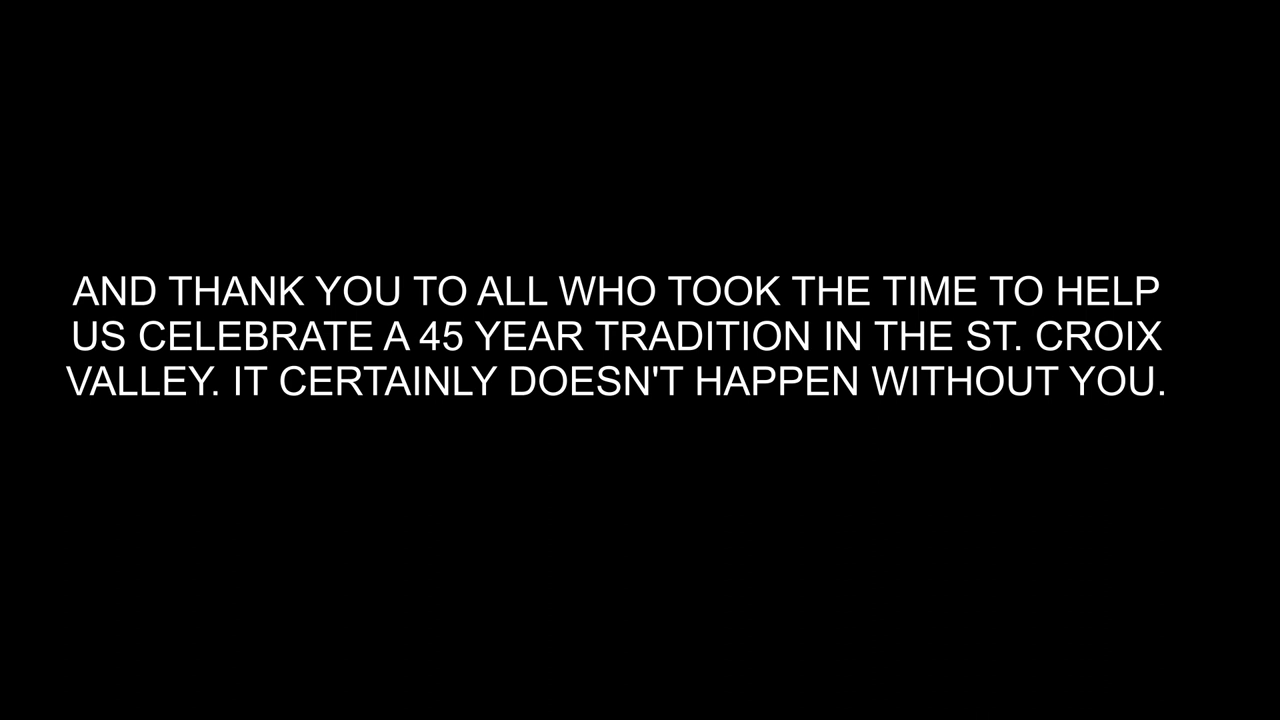 AND THANK YOU TO ALL WHO TOOK THE TIME TO HELP
US CELEBRATE A 45 YEAR TRADITION IN THE ST. CROIX
VALLEY. IT CERTAINLY DOESN'T HAPPEN WITHOUT YOU.